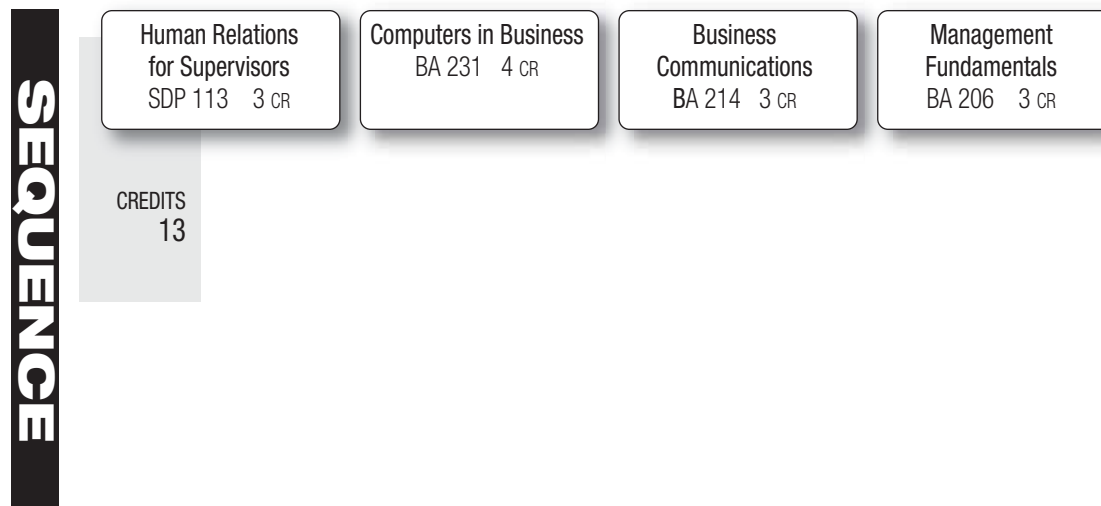 SEQUENCE
Human Relations
for Supervisors
SDP 113 3 CR
Computers in Business
BA 231 4 CR
Business
Communications
BA 214 3 CR
Management
Fundamentals
BA 206 3 CR
CREDITS
13